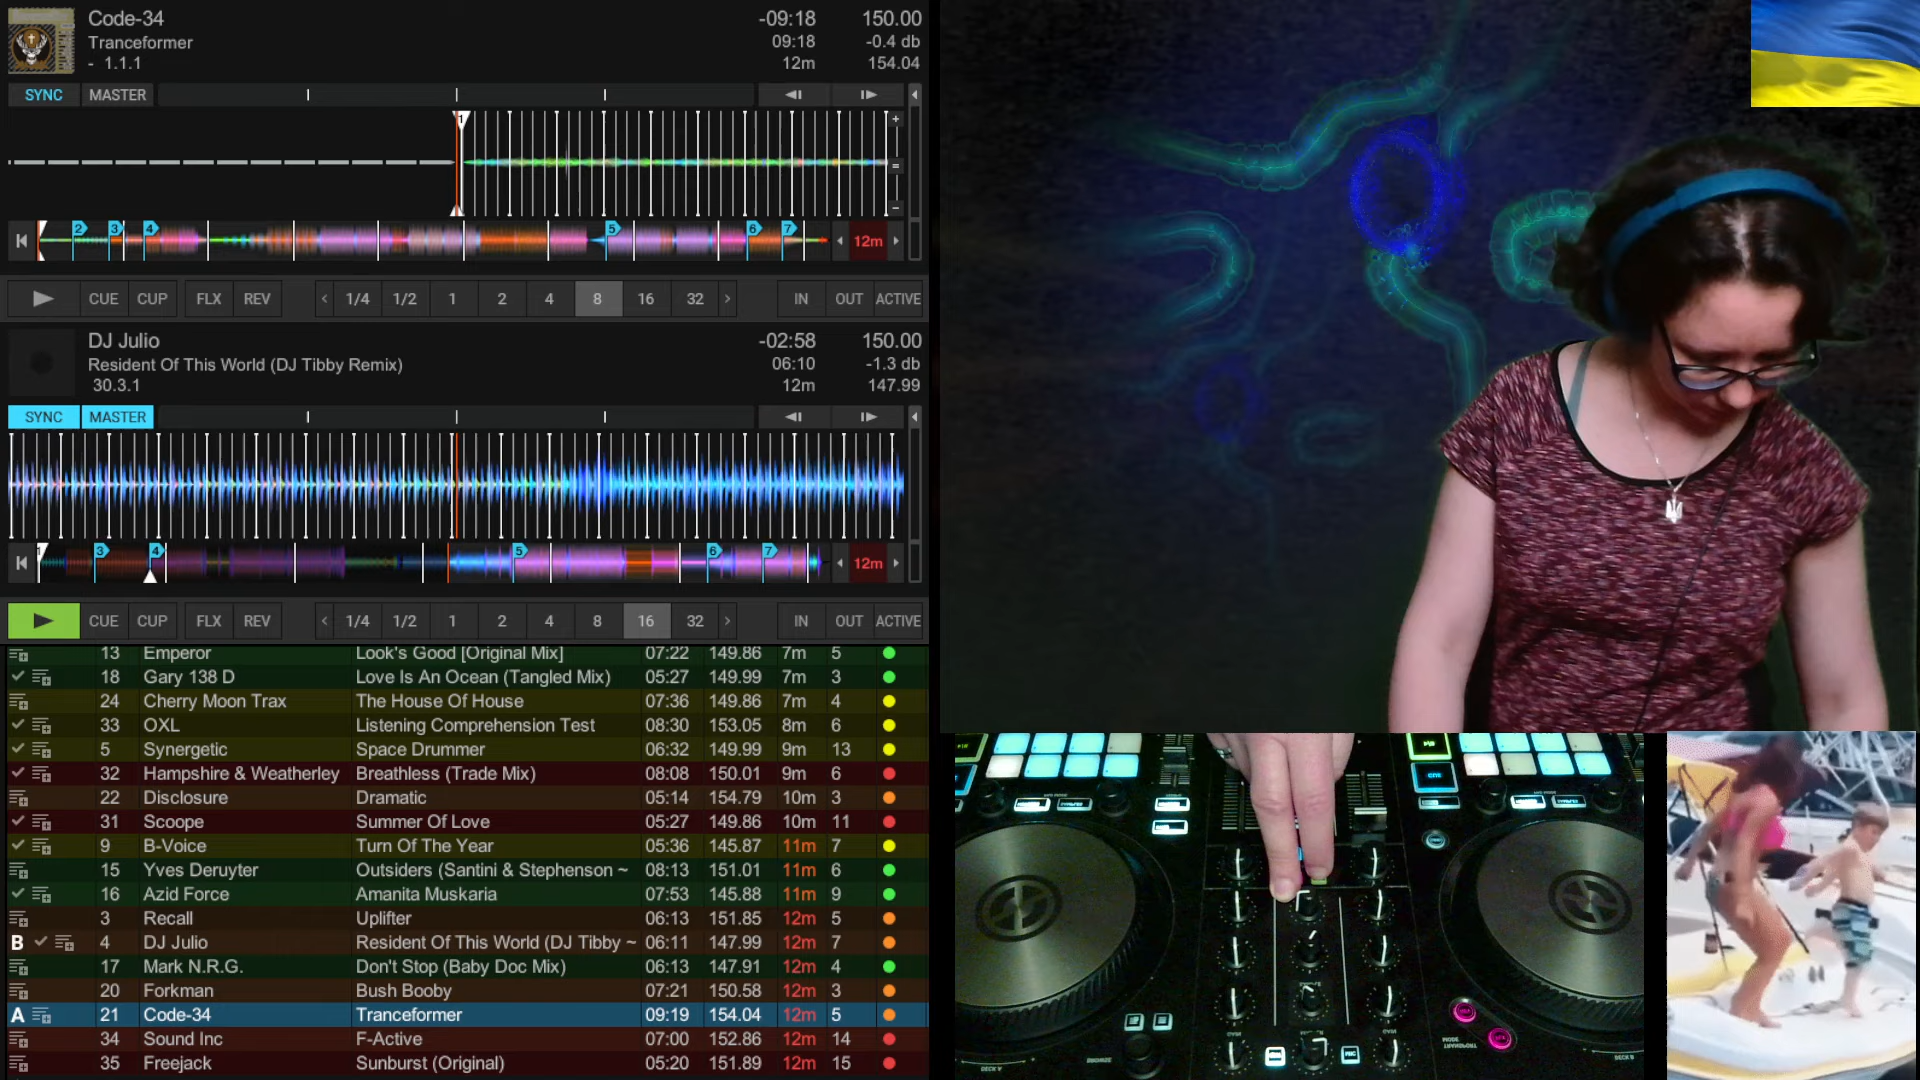 Code-34 -09:18 150.00
Tranceformer 09:18 -0.4 db
- 1.1.1 12m 154.04
SYNC MASTER
1
2 3 4 5 6 7 12m
CUE CUP FLX REV 1/4 1/2 1 2 4 8 16 32 IN OUT ACTIVE
DJ Julio -02:58 150.00
Resident Of This World (DJ Tibby Remix) 06:10 -1.3 db
30.3.1 12m 147.99
SYNC MASTER
1 3 4 5 6 7 12m
CUE CUP FLX REV 1/4 1/2 1 2 4 8 16 32 IN OUT ACTIVE
13 Emperor Look's Good [Original Mix] 07:22 149.86 7m 5
18 Gary 138 D Love Is An Ocean (Tangled Mix) 05:27 149.99 7m 3
24 Cherry Moon Trax The House Of House 07:36 149.86 7m 4
33 OXL Listening Comprehension Test 08:30 153.05 8m 6
5 Synergetic Space Drummer 06:32 149.99 9m 13
32 Hampshire & Weatherley Breathless (Trade Mix) 08:08 150.01 9m 6
22 Disclosure Dramatic 05:14 154.79 10m 3
31 Scoope Summer Of Love 05:27 149.86 10m 11
9 B-Voice Turn Of The Year 05:36 145.87 11m 7
15 Yves Deruyter Outsiders (Santini & Stephenson ~ 08:13 151.01 11m 6
16 Azid Force Amanita Muskaria 07:53 145.88 11m 9
3 Recall Uplifter 06:13 151.85 12m 5
B 4 DJ Julio Resident Of This World (DJ Tibby ~ 06:11 147.99 12m 7
17 Mark N.R.G. Don't Stop (Baby Doc Mix) 06:13 147.91 12m 4
20 Forkman Bush Booby 07:21 150.58 12m 3
A 21 Code-34 Tranceformer 09:19 154.04 12m 5
34 Sound Inc F-Active 07:00 152.86 12m 14
35 Freejack Sunburst (Original) 05:20 151.89 12m 15